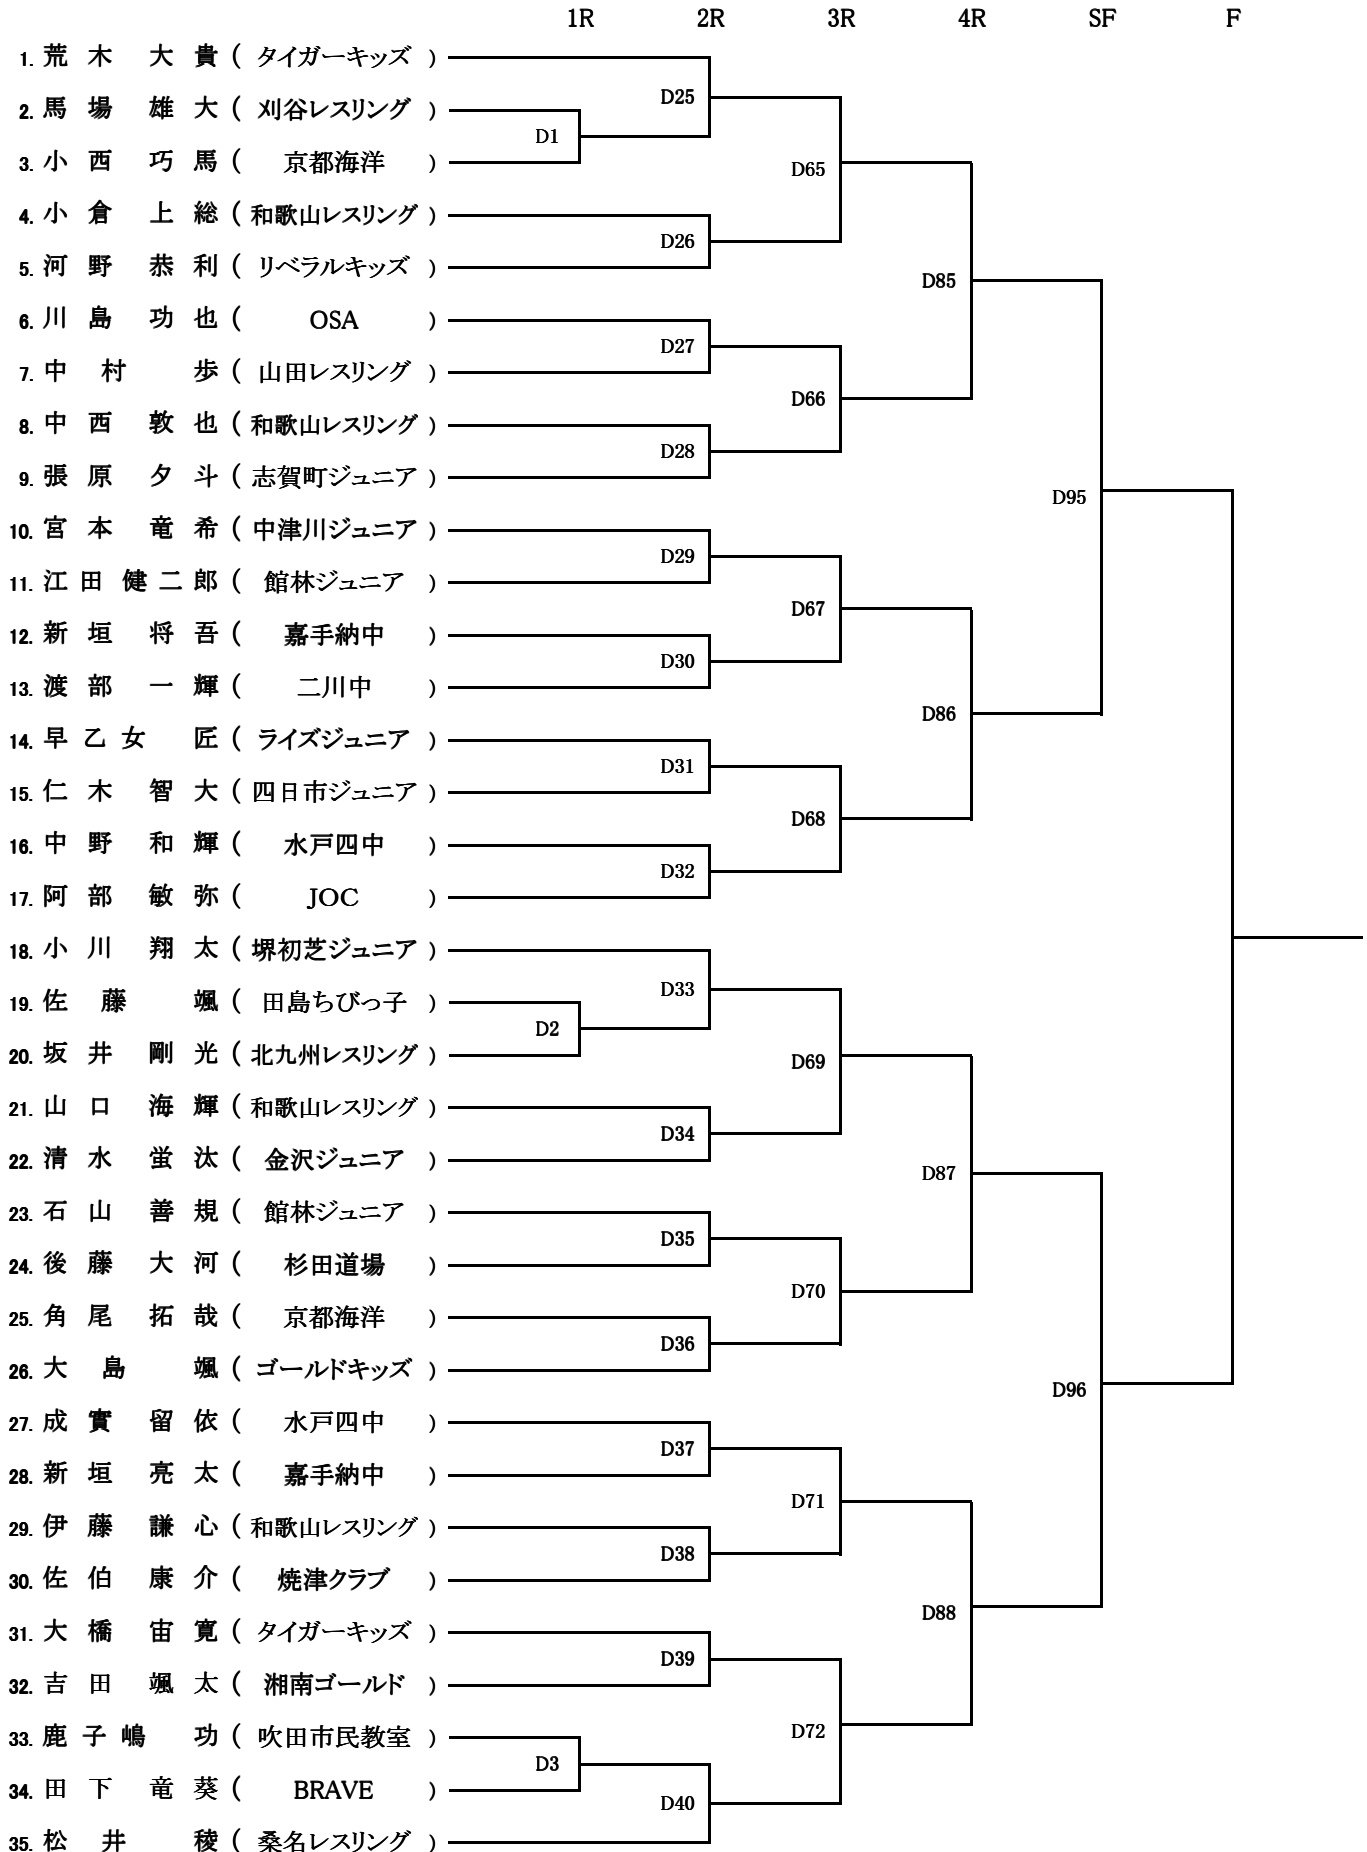 1R 2R 3R 4R SF F
1. 荒木 大貴 ( タイガーキッズ )
D25
2. 馬場 雄大 ( 刈谷レスリング )
D1
3. 小西 巧馬 ( 京都海洋 )
D65
4. 小倉 上総 ( 和歌山レスリング )
D26
5. 河野 恭利 ( リベラルキッズ )
D85
6. 川島 功也 ( OSA )
D27
7. 中村 歩 ( 山田レスリング )
D66
8. 中西 敦也 ( 和歌山レスリング )
D28
9. 張原 夕斗 ( 志賀町ジュニア )
D95
10. 宮本 竜希 ( 中津川ジュニア )
D29
11. 江田 健二郎 ( 館林ジュニア )
D67
12. 新垣 将吾 ( 嘉手納中 )
D30
13. 渡部 一輝 ( 二川中 )
D86
14. 早乙女 匠 ( ライズジュニア )
D31
15. 仁木 智大 ( 四日市ジュニア )
D68
16. 中野 和輝 ( 水戸四中 )
D32
17. 阿部 敏弥 ( JOC )
18. 小川 翔太 ( 堺初芝ジュニア )
D33
19. 佐藤 颯 ( 田島ちびっ子 )
D2
20. 坂井 剛光 ( 北九州レスリング )
D69
21. 山口 海輝 ( 和歌山レスリング )
D34
22. 清水 蛍汰 ( 金沢ジュニア )
D87
23. 石山 善規 ( 館林ジュニア )
D35
24. 後藤 大河 ( 杉田道場 )
D70
25. 角尾 拓哉 ( 京都海洋 )
D36
26. 大島 颯 ( ゴールドキッズ )
D96
27. 成實 留依 ( 水戸四中 )
D37
28. 新垣 亮太 ( 嘉手納中 )
D71
29. 伊藤 謙心 ( 和歌山レスリング )
D38
30. 佐伯 康介 ( 焼津クラブ )
D88
31. 大橋 宙寛 ( タイガーキッズ )
D39
32. 吉田 颯太 ( 湘南ゴールド )
D72
33. 鹿子嶋 功 ( 吹田市民教室 )
D3
34. 田下 竜葵 ( BRAVE )
D40
35. 松井 稜 ( 桑名レスリング )